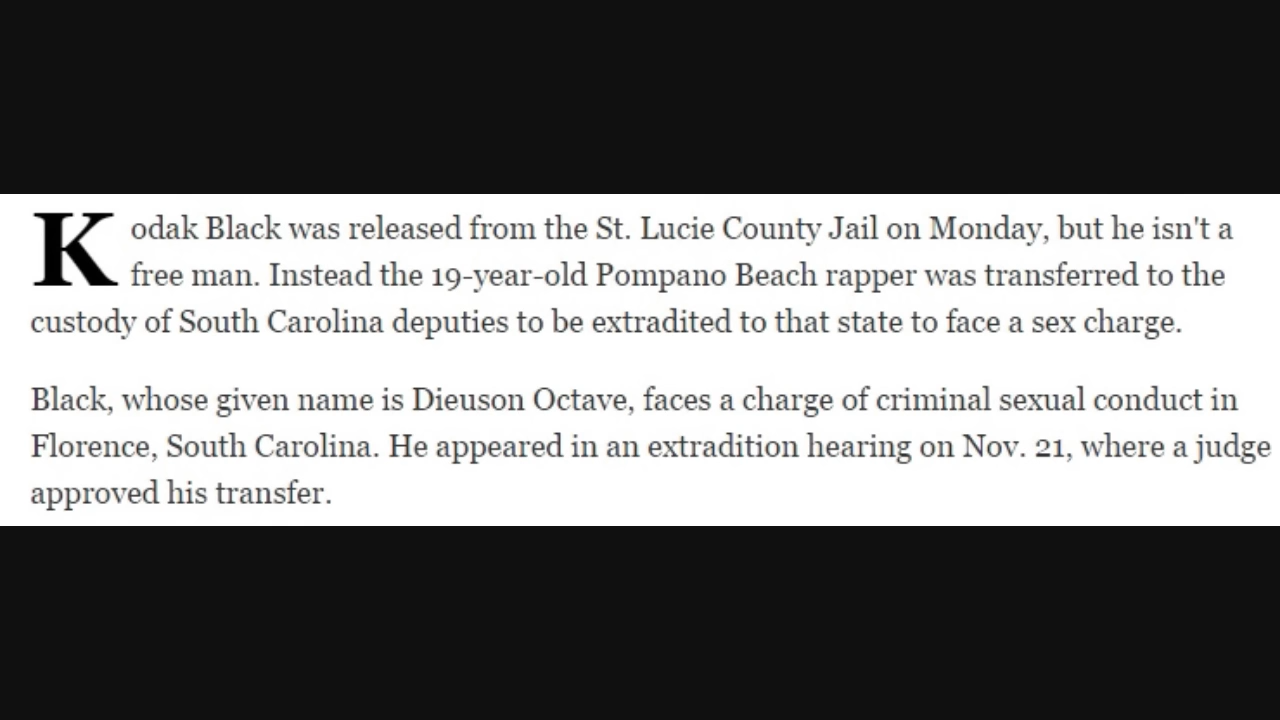 Kodak Black was released from the St. Lucie County Jail on Monday, but he isn't a
free man. Instead the 19-year-old Pompano Beach rapper was transferred to the
custody of South Carolina deputies to be extradited to that state to face a sex charge.
Black, whose given name is Dieuson Octave, faces a charge of criminal sexual conduct in
Florence, South Carolina. He appeared in an extradition hearing on Nov. 21, where a judge
approved his transfer.